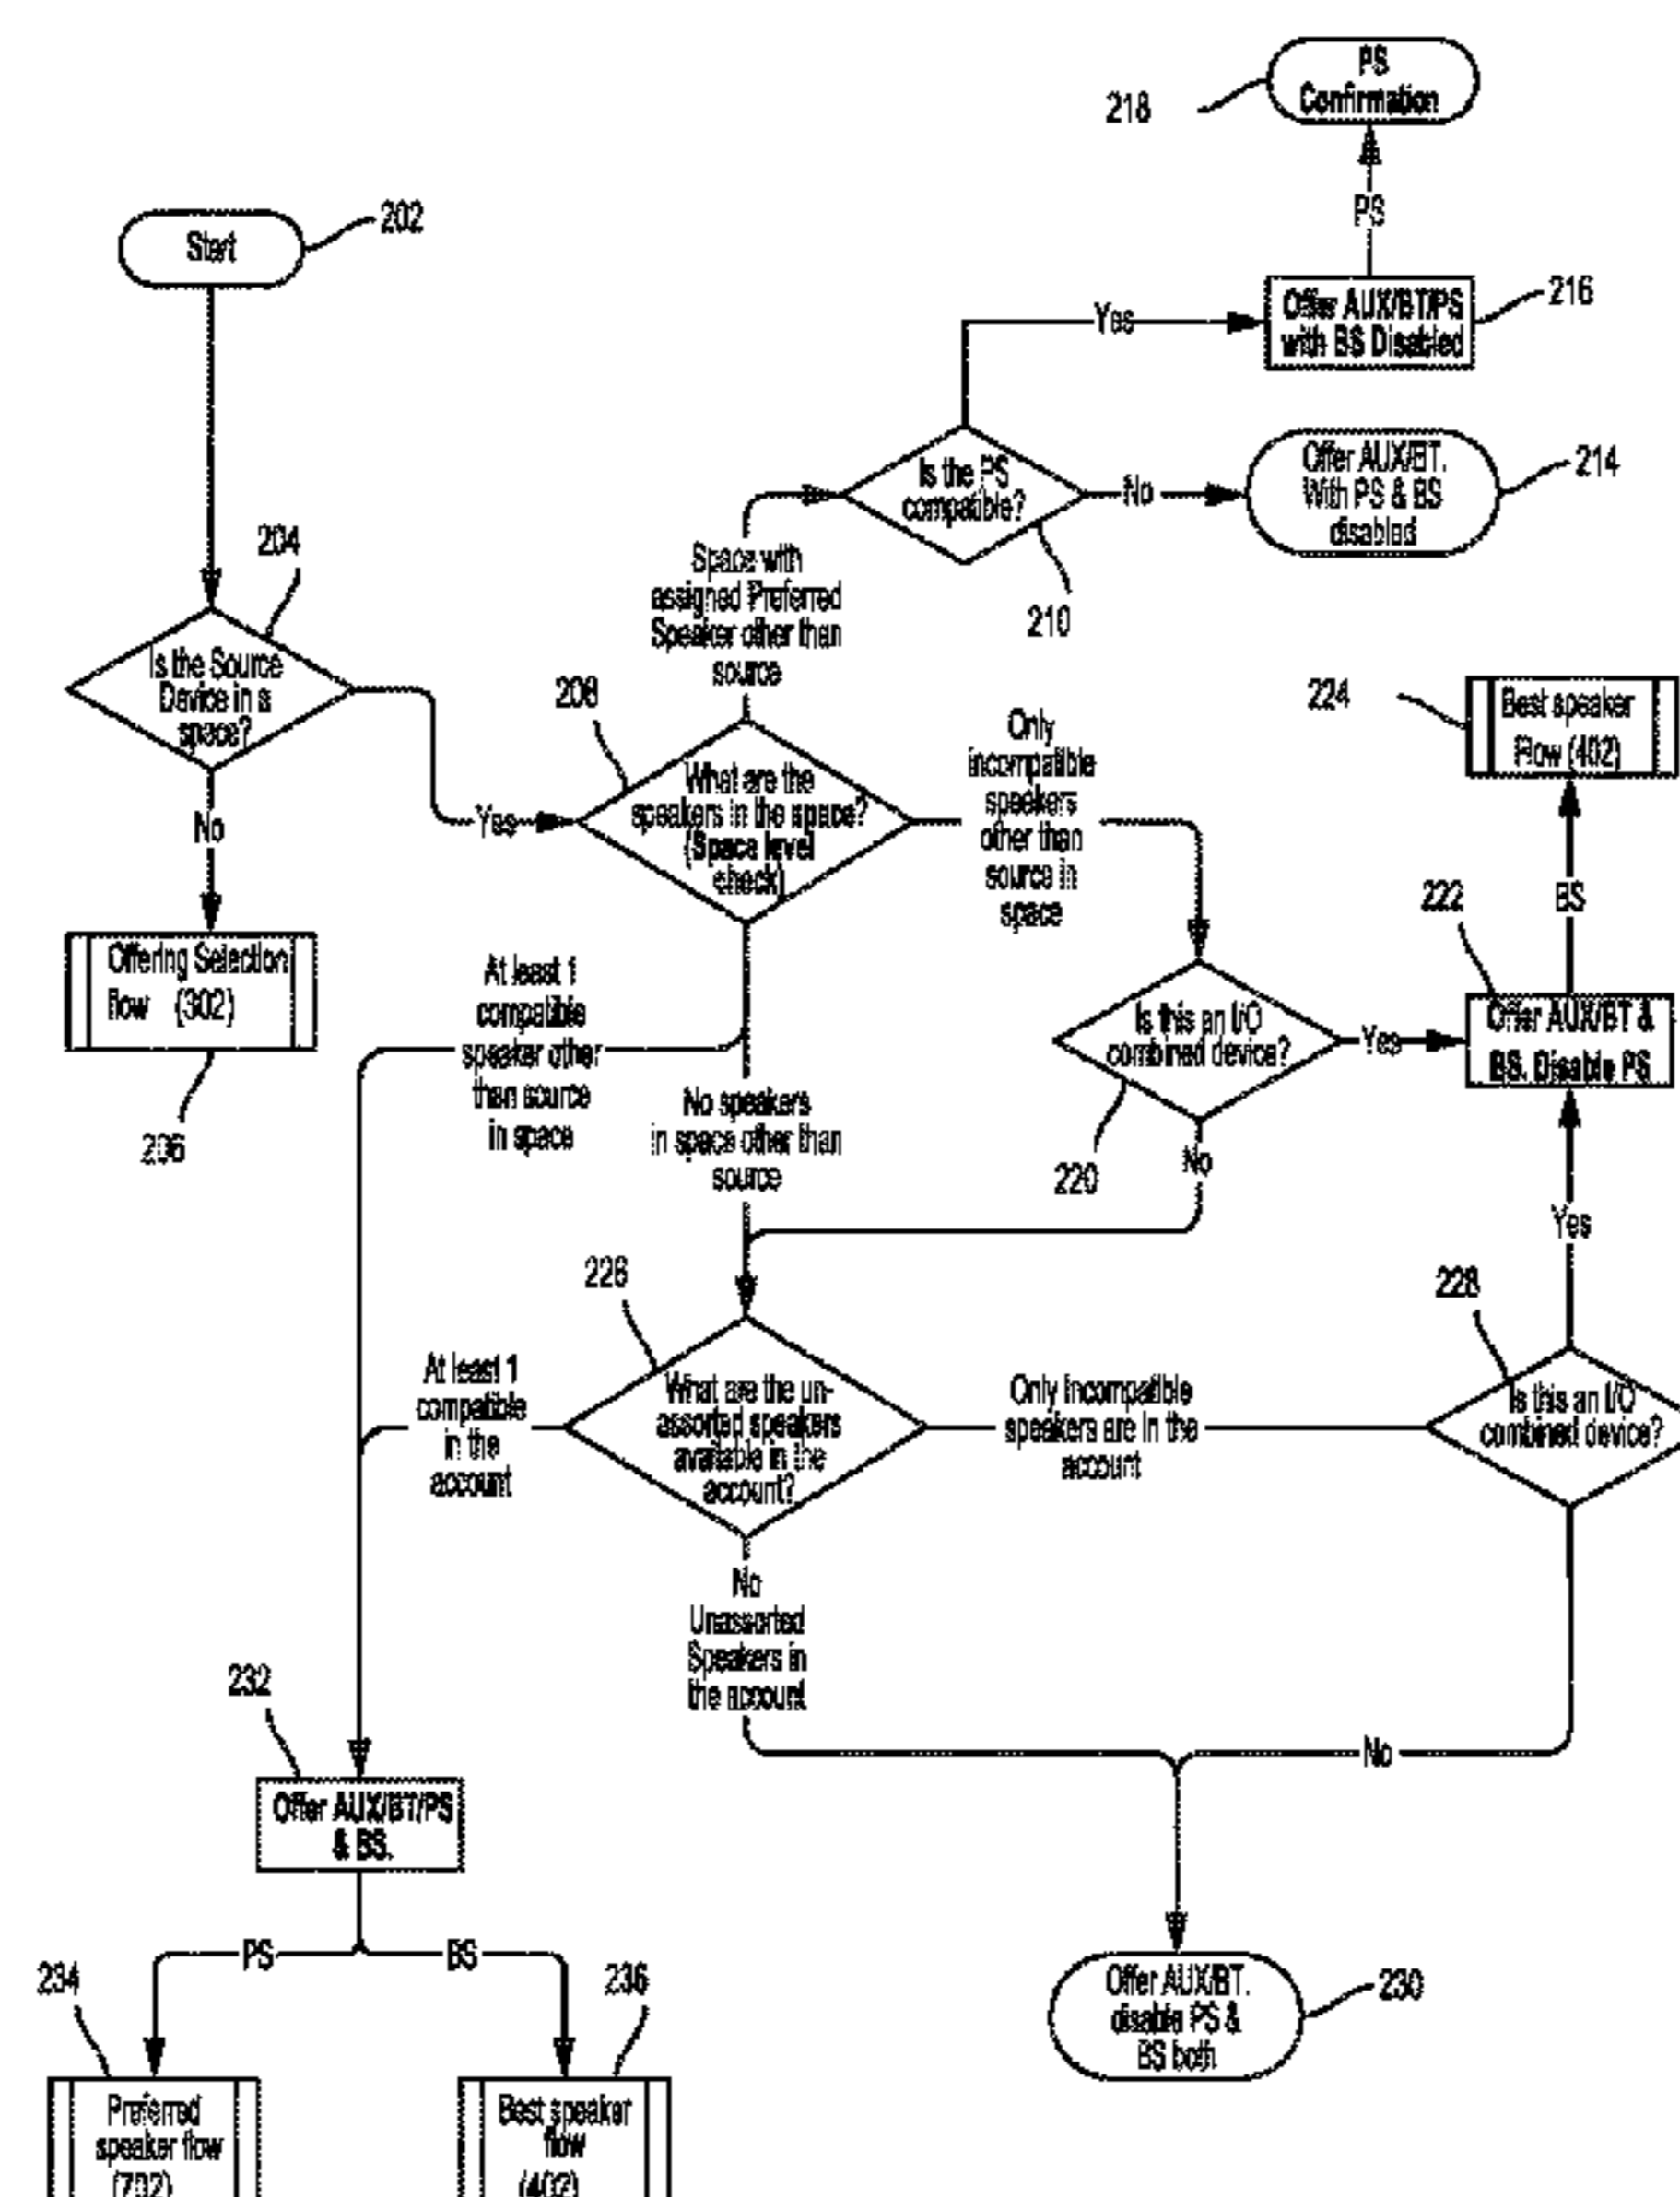 PS
Confirmation
218
PS
202
Start
Offer AUX/BT/PS
with BS Disabled
216
Yes
Is the PS
compatible?
No
Offer AUX/BT.
With PS & BS
disabled
214
210
204
Is the Source
Device in a
space?
Space with
assigned Preferred
Speaker other than
source
208
What are the
speakers in the space?
(Space level
check)
Yes
No
Only
incompatible
speakers
other than
source in
space
224
Best speaker
Flow (402)
BS
222
Offering Selection
flow (302)
206
At least 1
compatible
speaker other
than source
in space
No speakers
in space other than
source
Is this an I/O
combined device?
Yes
Offer AUX/BT &
BS. Disable PS
220
No
Yes
226
228
At least 1
compatible
in the
account
What are the un-
assorted speakers
available in the
account?
Only incompatible
speakers are in the
account
Is this an I/O
combined device?
No
Unassorted
Speakers in
the account
No
232
Offer AUX/BT/PS
& BS.
PS
BS
234
236
Offer AUX/BT.
disable PS &
BS both
230
Preferred
speaker flow
(702)
Best speaker
flow
(402)